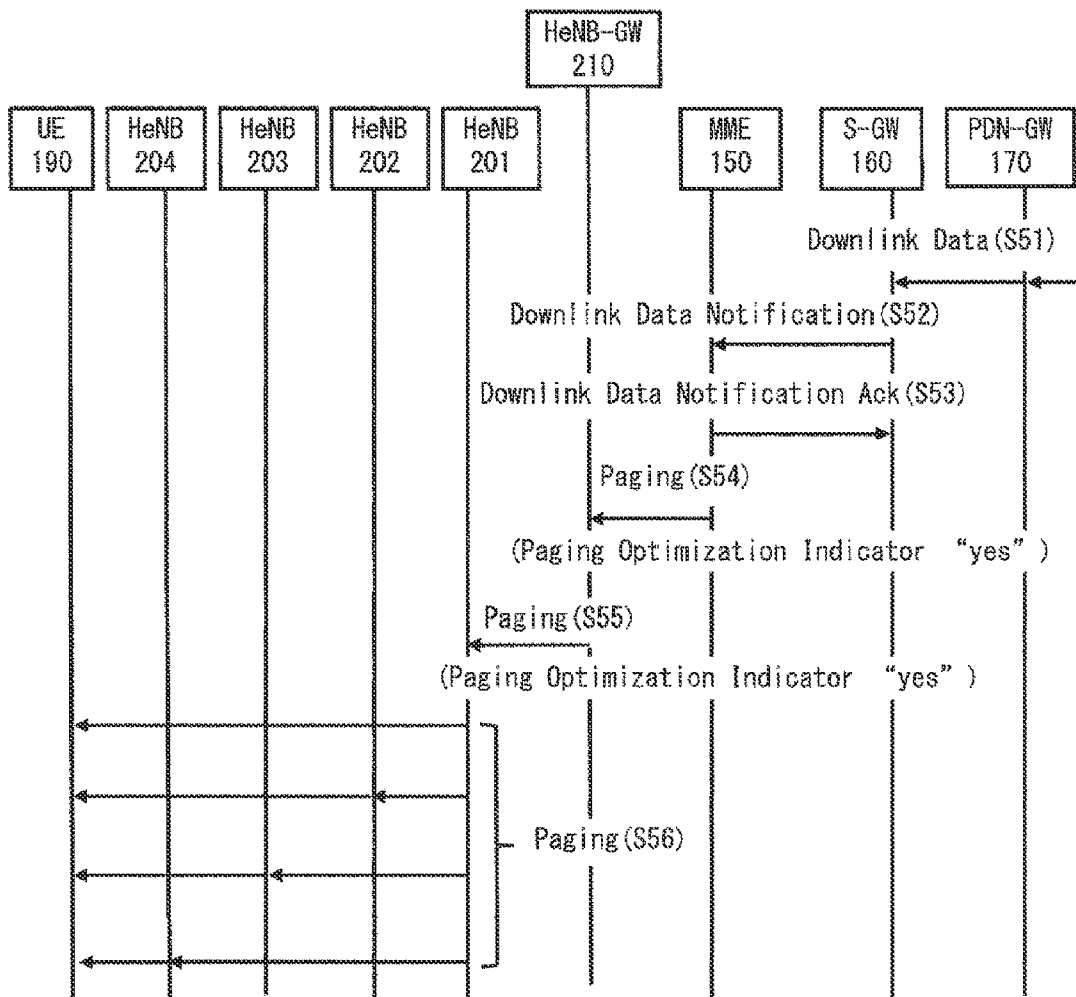 HeNB-GW
210
UE
190
HeNB
204
HeNB
203
HeNB
202
HeNB
201
MME
150
S-GW
160
PDN-GW
170
Downlink Data(S51)
Downlink Data Notification(S52)
Downlink Data Notification Ack(S53)
Paging(S54)
(Paging Optimization Indicator “yes”)
Paging(S55)
(Paging Optimization Indicator “yes”)
Paging(S56)